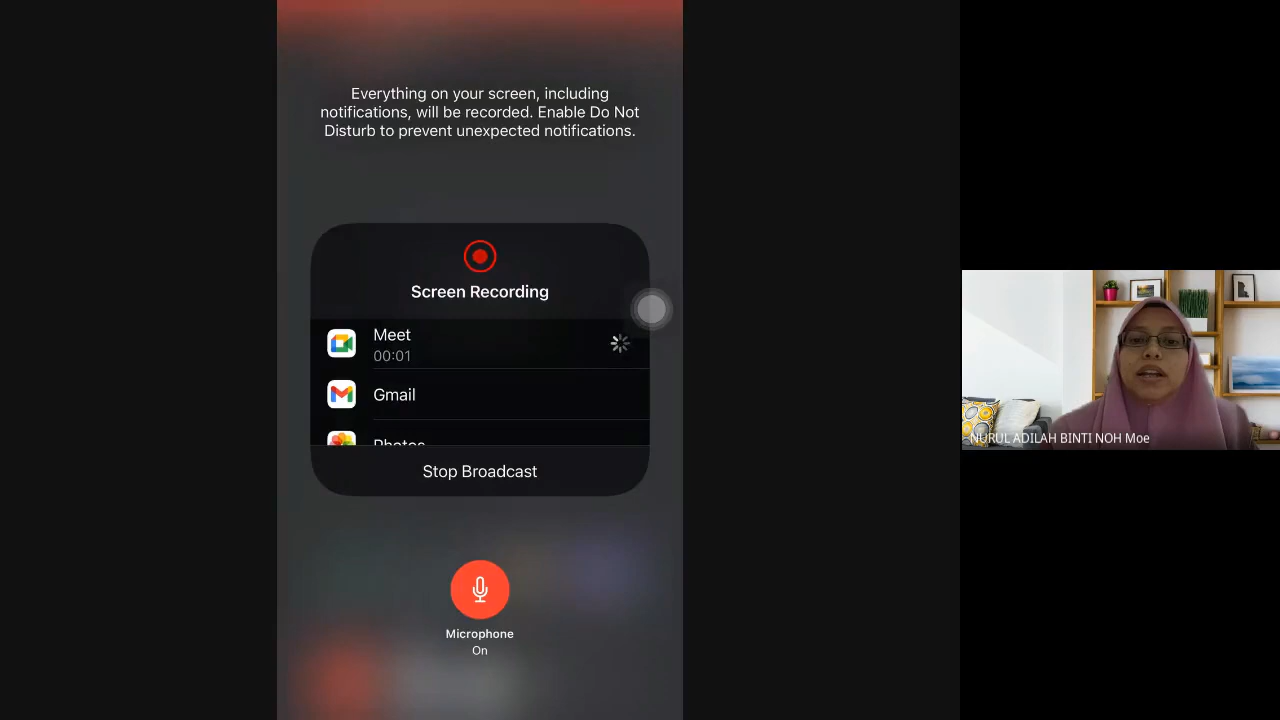 Everything on your screen, including
notifications, will be recorded. Enable Do Not
Disturb to prevent unexpected notifications.
Screen Recording
Meet
00:01
Gmail
Photos
Stop Broadcast
Microphone
On
NURUL ADILAH BINTI NOH Moe